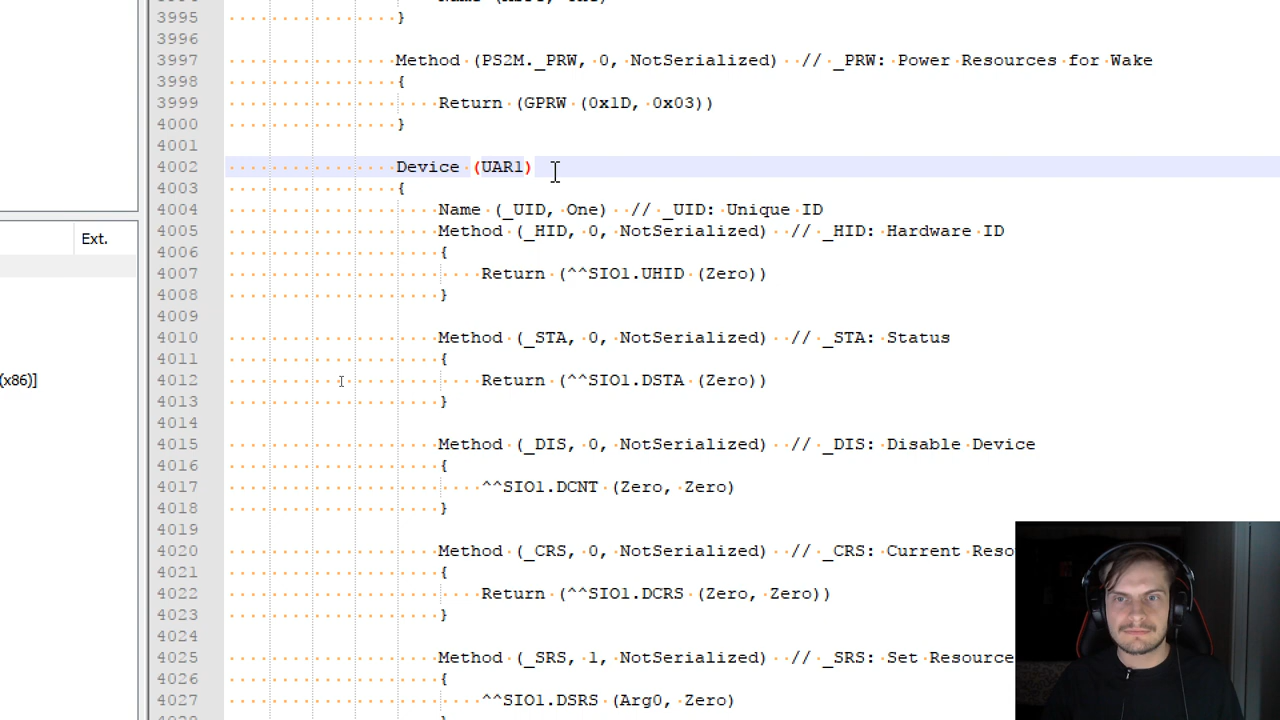 3995 }
3996
3997 Method (PS2M._PRW, 0, NotSerialized) // _PRW: Power Resources for Wake
3998 {
3999 Return (GPRW (0x1D, 0x03))
4000 }
4001
4002 Device (UAR1)
4003 {
4004 Name (_UID, One) // _UID: Unique ID
4005 Method (_HID, 0, NotSerialized) // _HID: Hardware ID
4006 {
4007 Return (^^SIO1.UHID (Zero))
4008 }
4009
4010 Method (_STA, 0, NotSerialized) // _STA: Status
4011 {
4012 Return (^^SIO1.DSTA (Zero))
4013 }
4014
4015 Method (_DIS, 0, NotSerialized) // _DIS: Disable Device
4016 {
4017 ^^SIO1.DCNT (Zero, Zero)
4018 }
4019
4020 Method (_CRS, 0, NotSerialized) // _CRS: Current Reso
4021 {
4022 Return (^^SIO1.DCRS (Zero, Zero))
4023 }
4024
4025 Method (_SRS, 1, NotSerialized) // _SRS: Set Resource
4026 {
4027 ^^SIO1.DSRS (Arg0, Zero)
Ext.
(x86)]